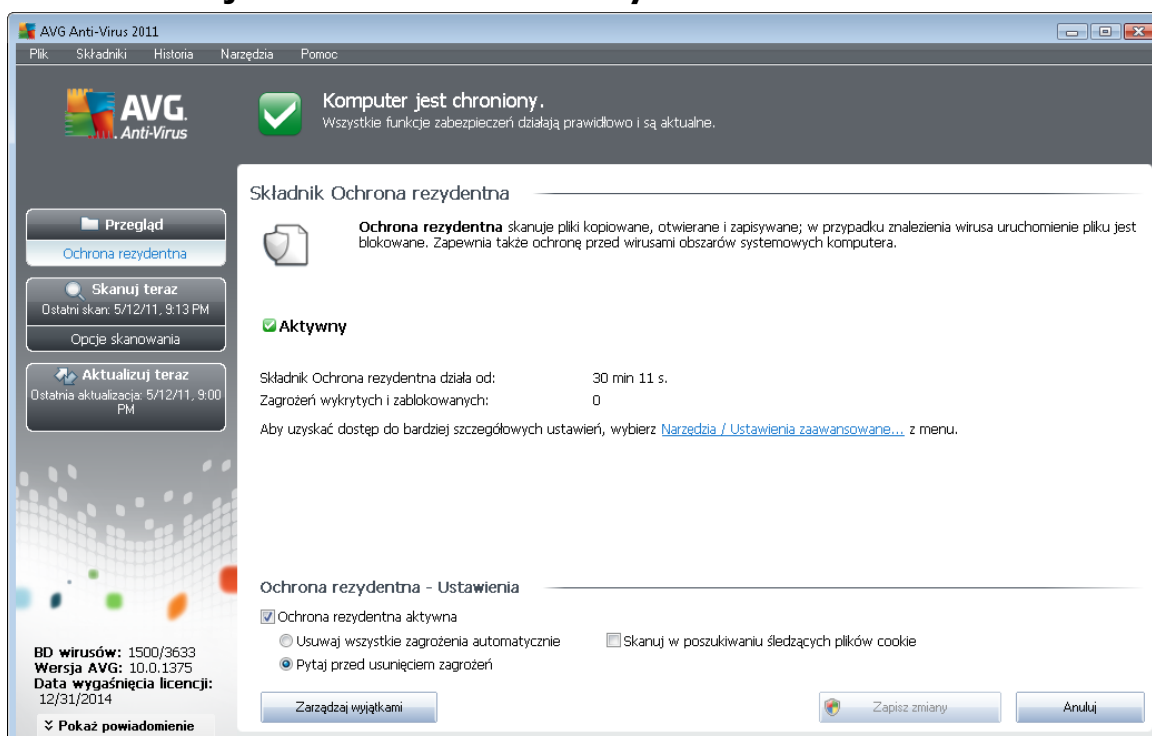 AVG Anti-Virus 2011
Plik Składniki Historia Narzędzia Pomoc
AVG.
Anti-Virus
Komputer jest chroniony.
Wszystkie funkcje zabezpieczeń działają prawidłowo i są aktualne.
Przegląd
Ochrona rezydentna
Skanuj teraz
Ostatni skan: 5/12/11, 9:13 PM
Opcje skanowania
Aktualizuj teraz
Ostatnia aktualizacja: 5/12/11, 9:00
PM
BD wirusów: 1500/3633
Wersja AVG: 10.0.1375
Data wygaśnięcia licencji:
12/31/2014
Pokaż powiadomienie
Składnik Ochrona rezydentna
Ochrona rezydentna skanuje pliki kopiowane, otwierane i zapisywane; w przypadku znalezienia wirusa uruchomienie pliku jest
blokowane. Zapewnia także ochronę przed wirusami obszarów systemowych komputera.
Aktywny
Składnik Ochrona rezydentna działa od: 30 min 11 s.
Zagrożeń wykrytych i zablokowanych: 0
Aby uzyskać dostęp do bardziej szczegółowych ustawień, wybierz Narzędzia / Ustawienia zaawansowane... z menu.
Ochrona rezydentna - Ustawienia
Ochrona rezydentna aktywna
Usuwaj wszystkie zagrożenia automatycznie Skanuj w poszukiwaniu śledzących plików cookie
Pytaj przed usunięciem zagrożeń
Zarządzaj wyjątkami Zapisz zmiany Anuluj